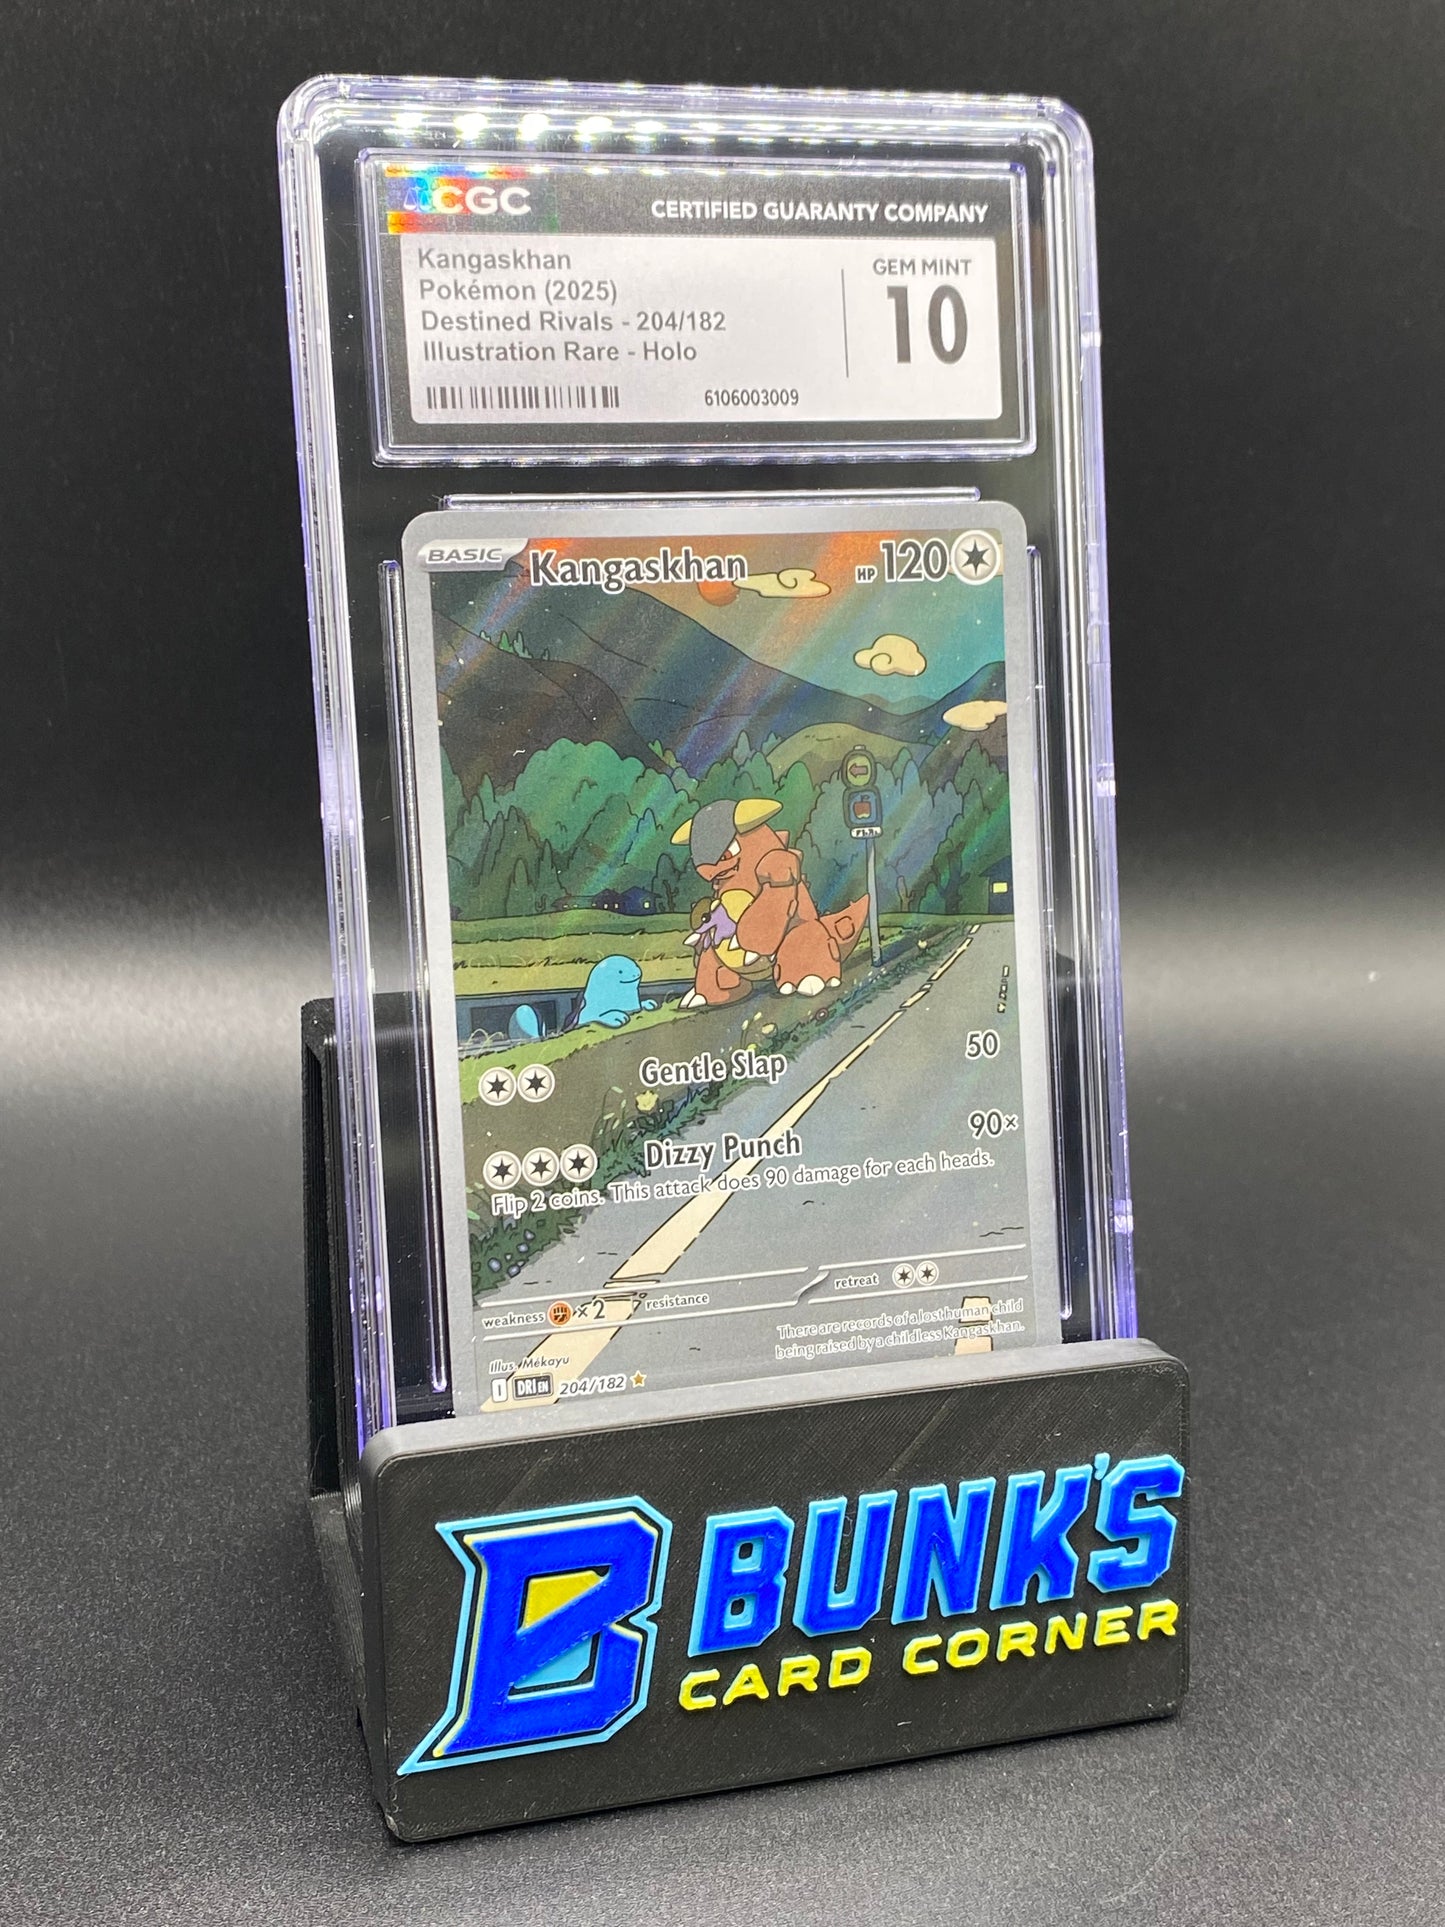 CGC
CERTIFIED GUARANTY COMPANY
Kangaskhan
Pokémon (2025)
Destined Rivals - 204/182
Illustration Rare - Holo
GEM MINT
10
6106003009
BASIC
Kangaskhan
HP 120
Gentle Slap
50
Dizzy Punch
90×
Flip 2 coins. This attack does 90 damage for each heads.
weakness ×2
resistance
retreat
There are records of a lost human child
being raised by a childless Kangaskhan.
Illus. Mékayu
I DRI EN 204/182
B
BUNK'S
CARD CORNER